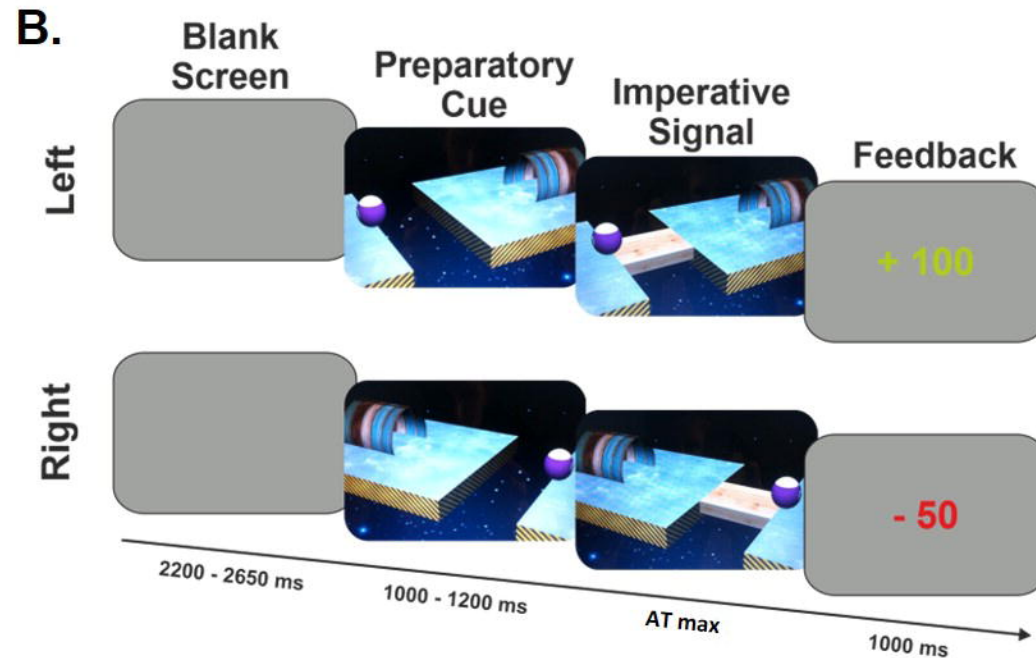 B.
Blank
Screen
Preparatory
Cue
Imperative
Signal
Feedback
Left
+ 100
Right
- 50
2200 - 2650 ms
1000 - 1200 ms
AT max
1000 ms